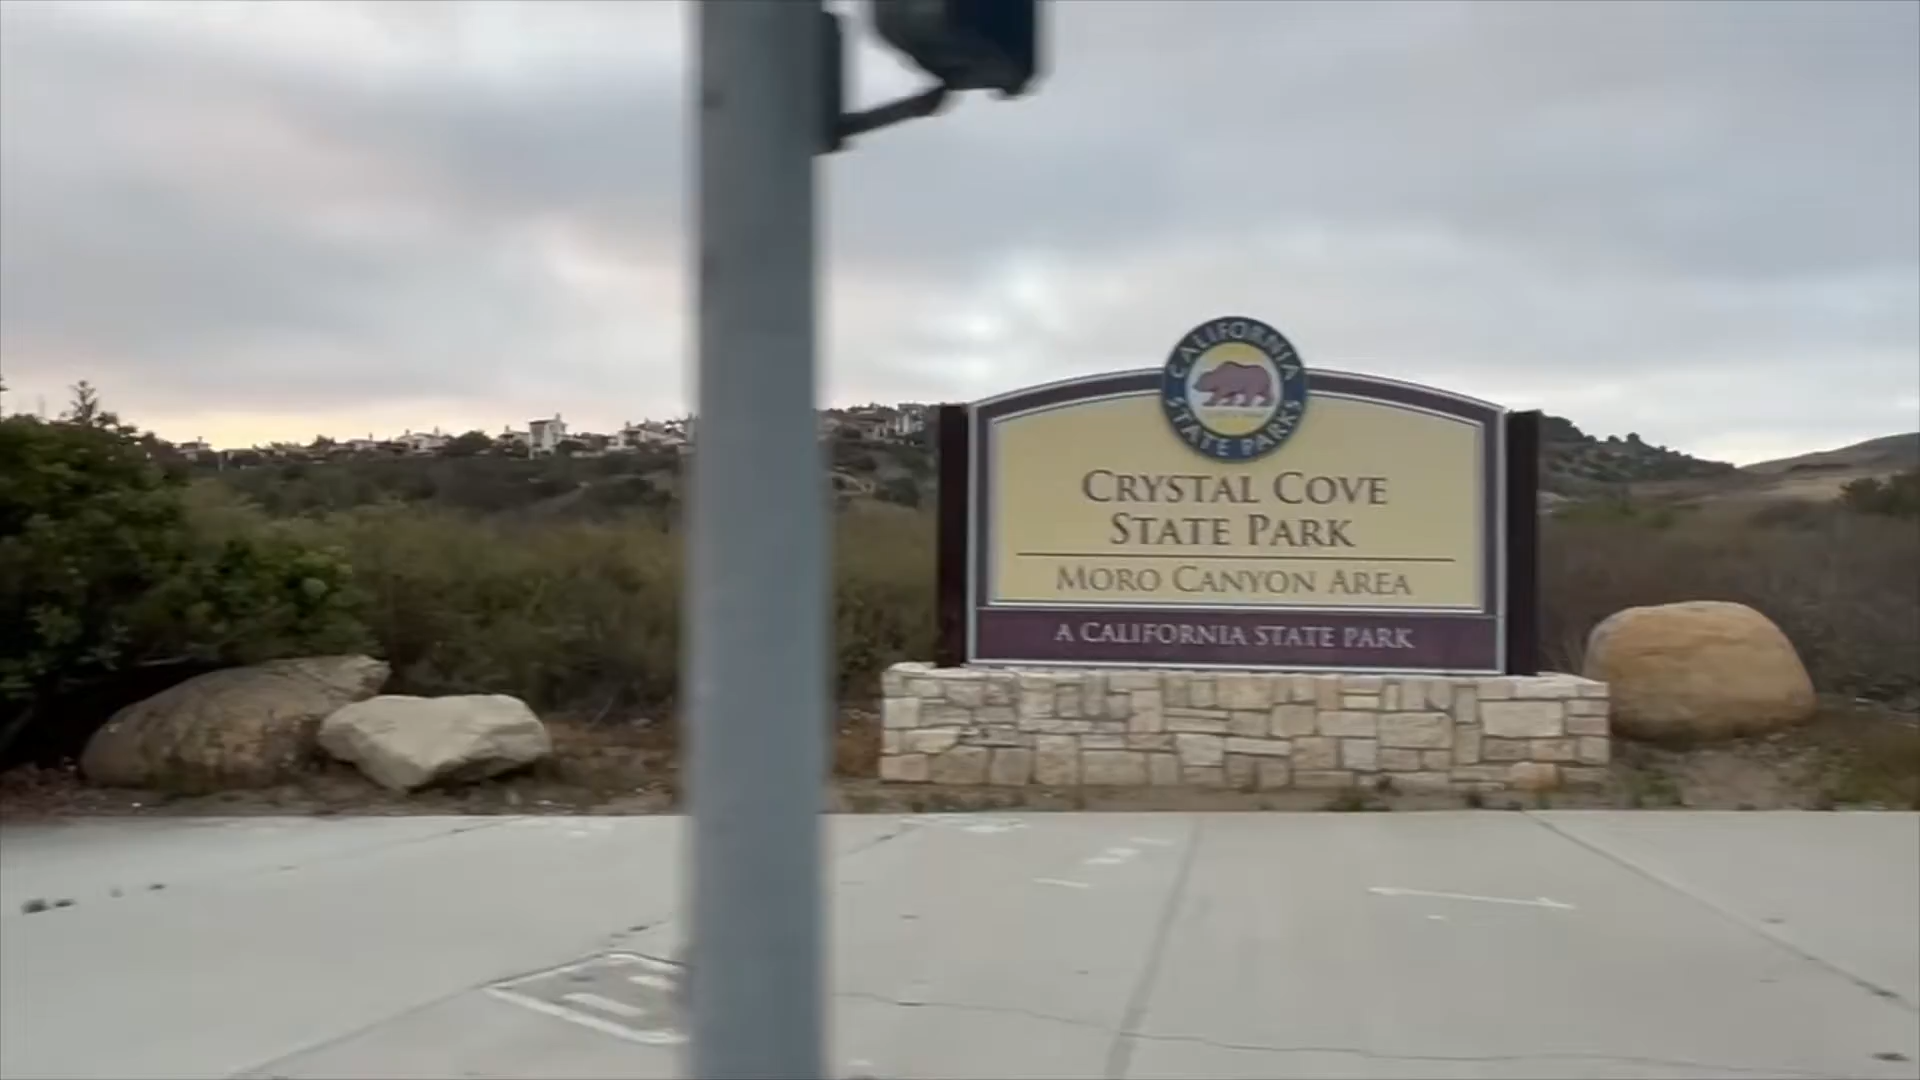 CALIFORNIA
STATE PARKS
CRYSTAL COVE
STATE PARK
MORO CANYON AREA
A CALIFORNIA STATE PARK